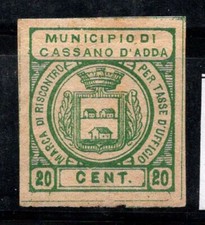 MUNICIPIO DI
CASSANO D'ADDA
MARCA DI RISCONTRO
PER TASSE D'UFFICIO
20 CENT. 20